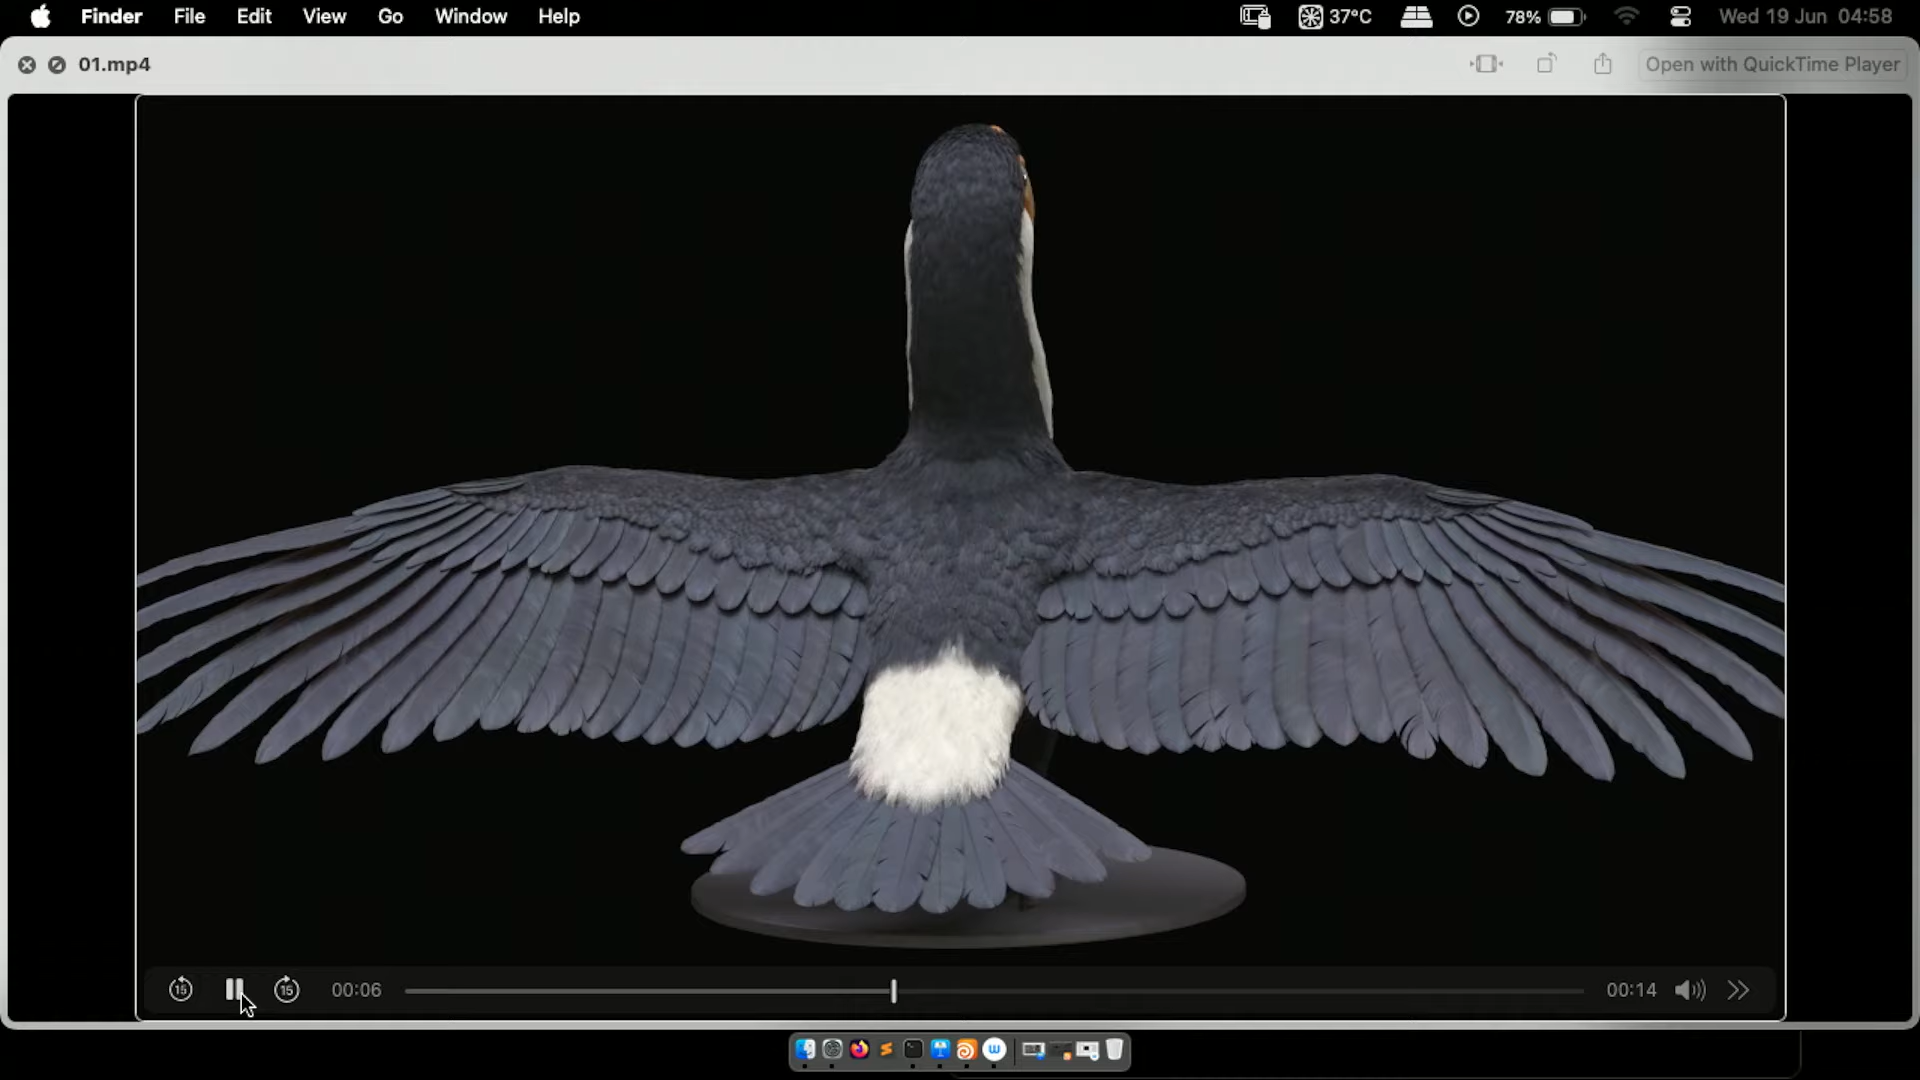 Finder File Edit View Go Window Help 37°C 78% Wed 19 Jun 04:58
01.mp4 Open with QuickTime Player
15 15 00:06 00:14